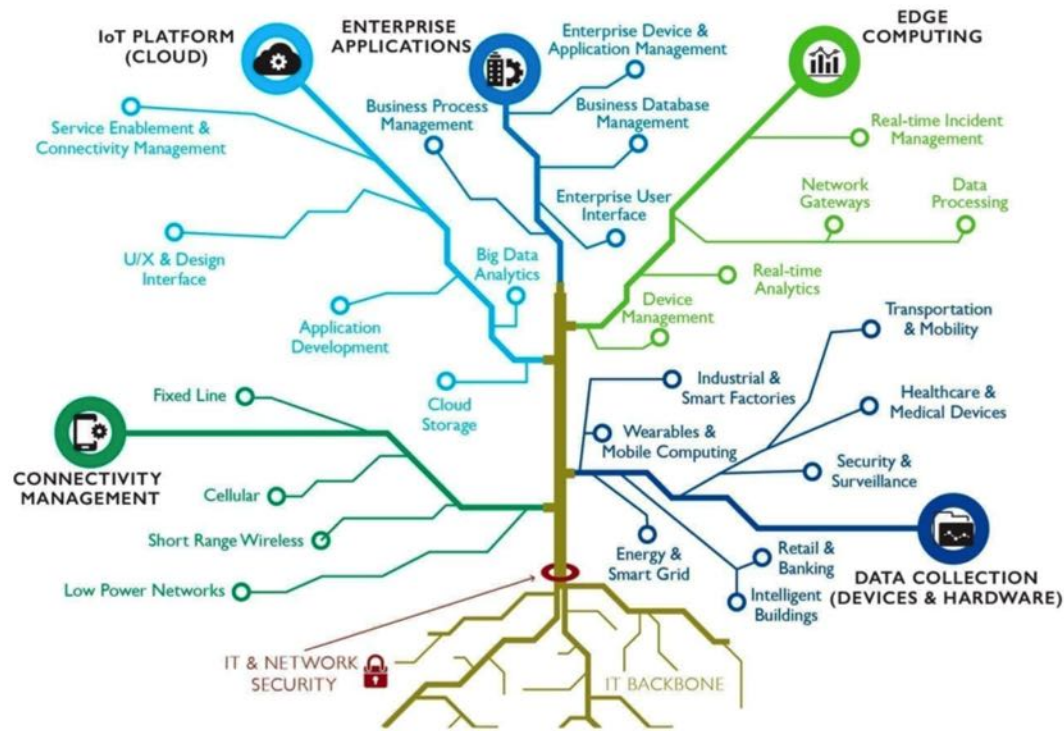 IoT PLATFORM
(CLOUD)
Service Enablement &
Connectivity Management
U/X & Design
Interface
Application
Development
Big Data
Analytics
Cloud
Storage
ENTERPRISE
APPLICATIONS
Enterprise Device &
Application Management
Business Process
Management
Business Database
Management
Enterprise User
Interface
EDGE
COMPUTING
Real-time Incident
Management
Network
Gateways
Data
Processing
Real-time
Analytics
Device
Management
Transportation
& Mobility
Industrial &
Smart Factories
Healthcare &
Medical Devices
Wearables &
Mobile Computing
Security &
Surveillance
Energy &
Smart Grid
Retail &
Banking
Intelligent
Buildings
DATA COLLECTION
(DEVICES & HARDWARE)
Fixed Line
CONNECTIVITY
MANAGEMENT
Cellular
Short Range Wireless
Low Power Networks
IT & NETWORK
SECURITY
IT BACKBONE